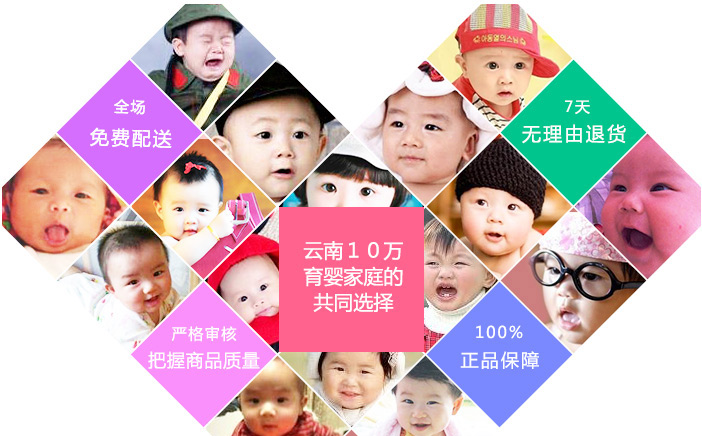 全场
免费配送
7天
无理由退货
云南10万
育婴家庭的
共同选择
严格审核
把握商品质量
100%
正品保障